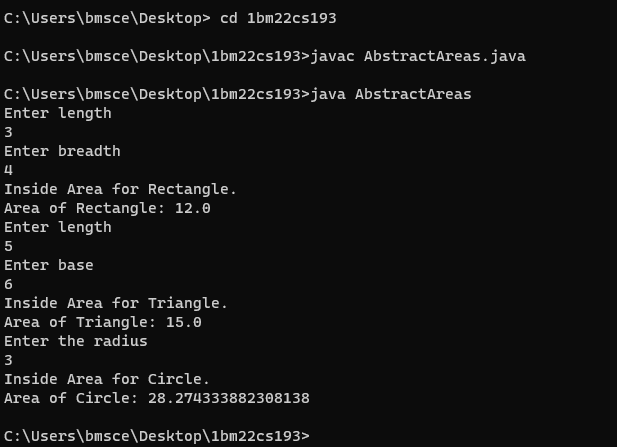 C:\Users\bmsce\Desktop> cd 1bm22cs193
C:\Users\bmsce\Desktop\1bm22cs193>javac AbstractAreas.java
C:\Users\bmsce\Desktop\1bm22cs193>java AbstractAreas
Enter length
3
Enter breadth
4
Inside Area for Rectangle.
Area of Rectangle: 12.0
Enter length
5
Enter base
6
Inside Area for Triangle.
Area of Triangle: 15.0
Enter the radius
3
Inside Area for Circle.
Area of Circle: 28.274333882308138
C:\Users\bmsce\Desktop\1bm22cs193>